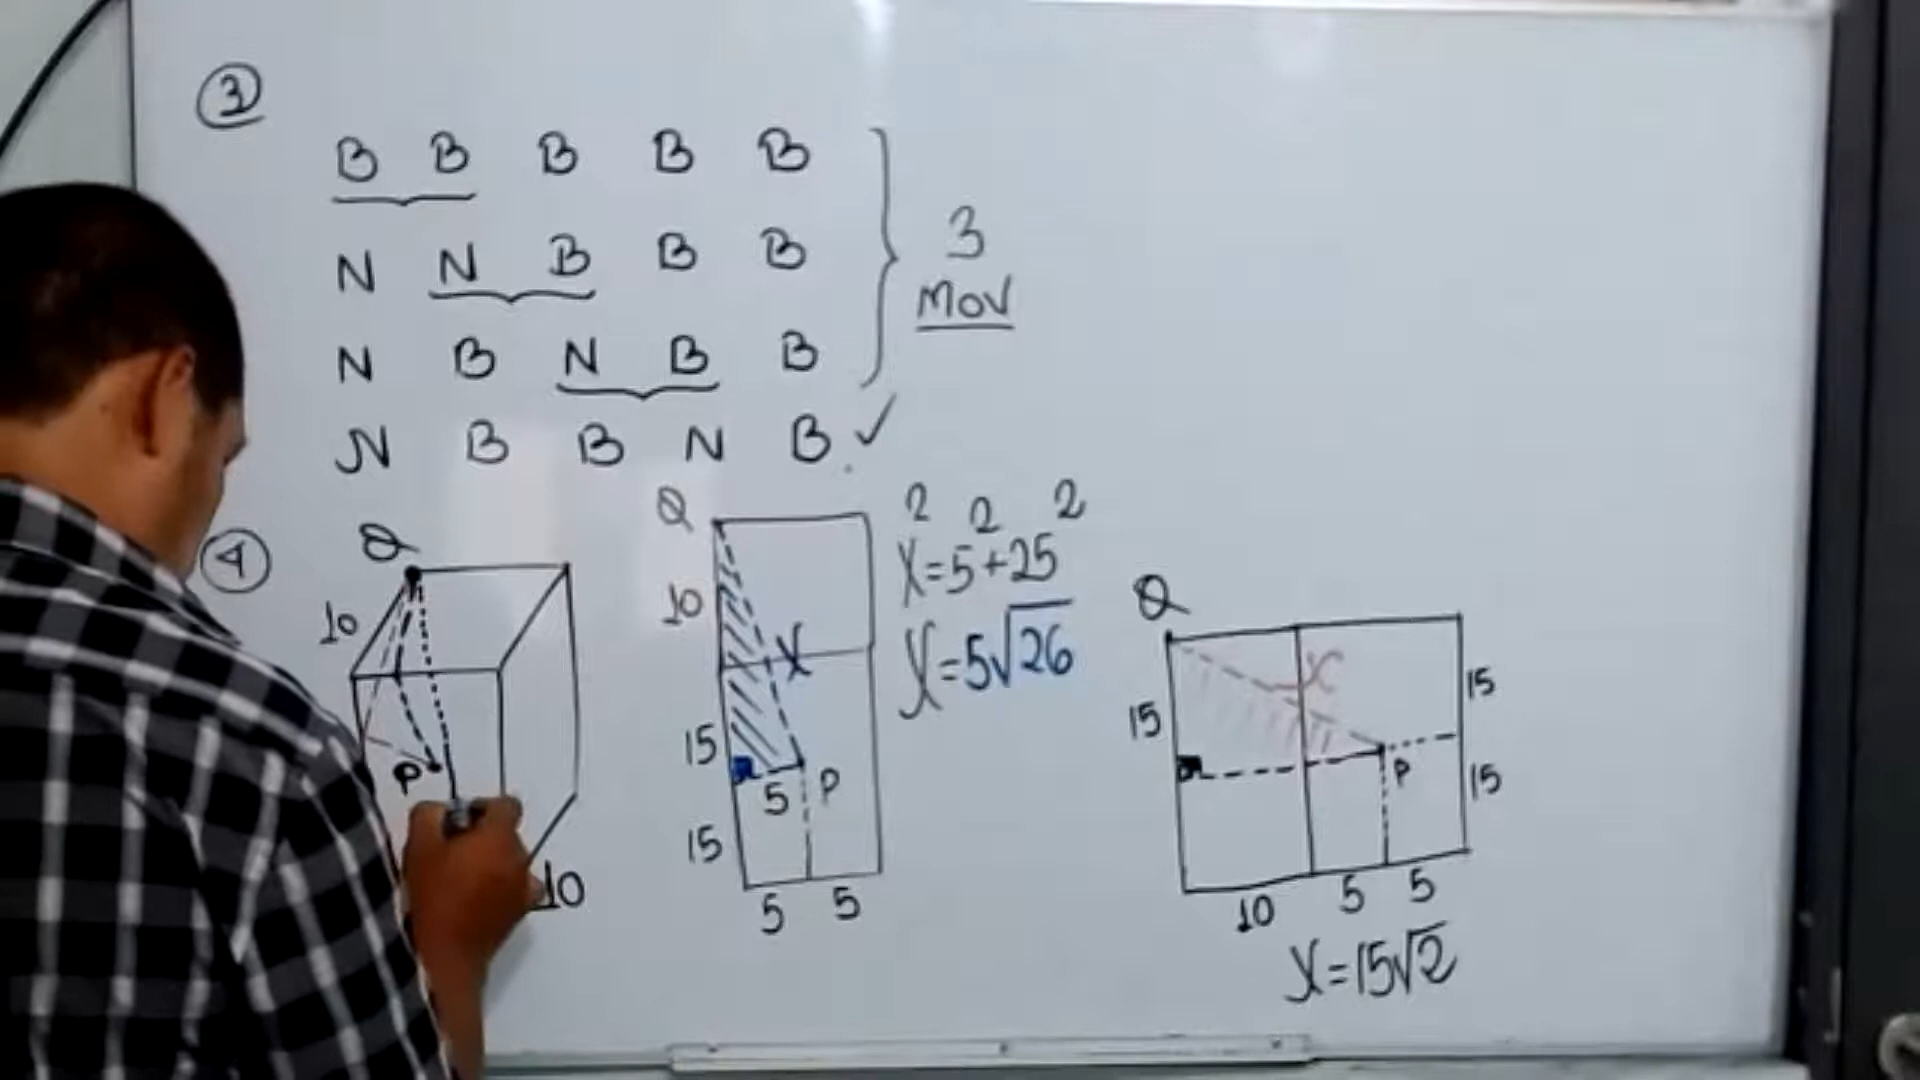 3
B B B B B
N N B B B
N B N B B
N B B N B ✓
3
MOV
4
Q
10
P
10
Q
10
X
15
5 P
15
5 5
x²=5²+25²
x=5√26
Q
x
15
15
P
15
10 5 5
x=15√2